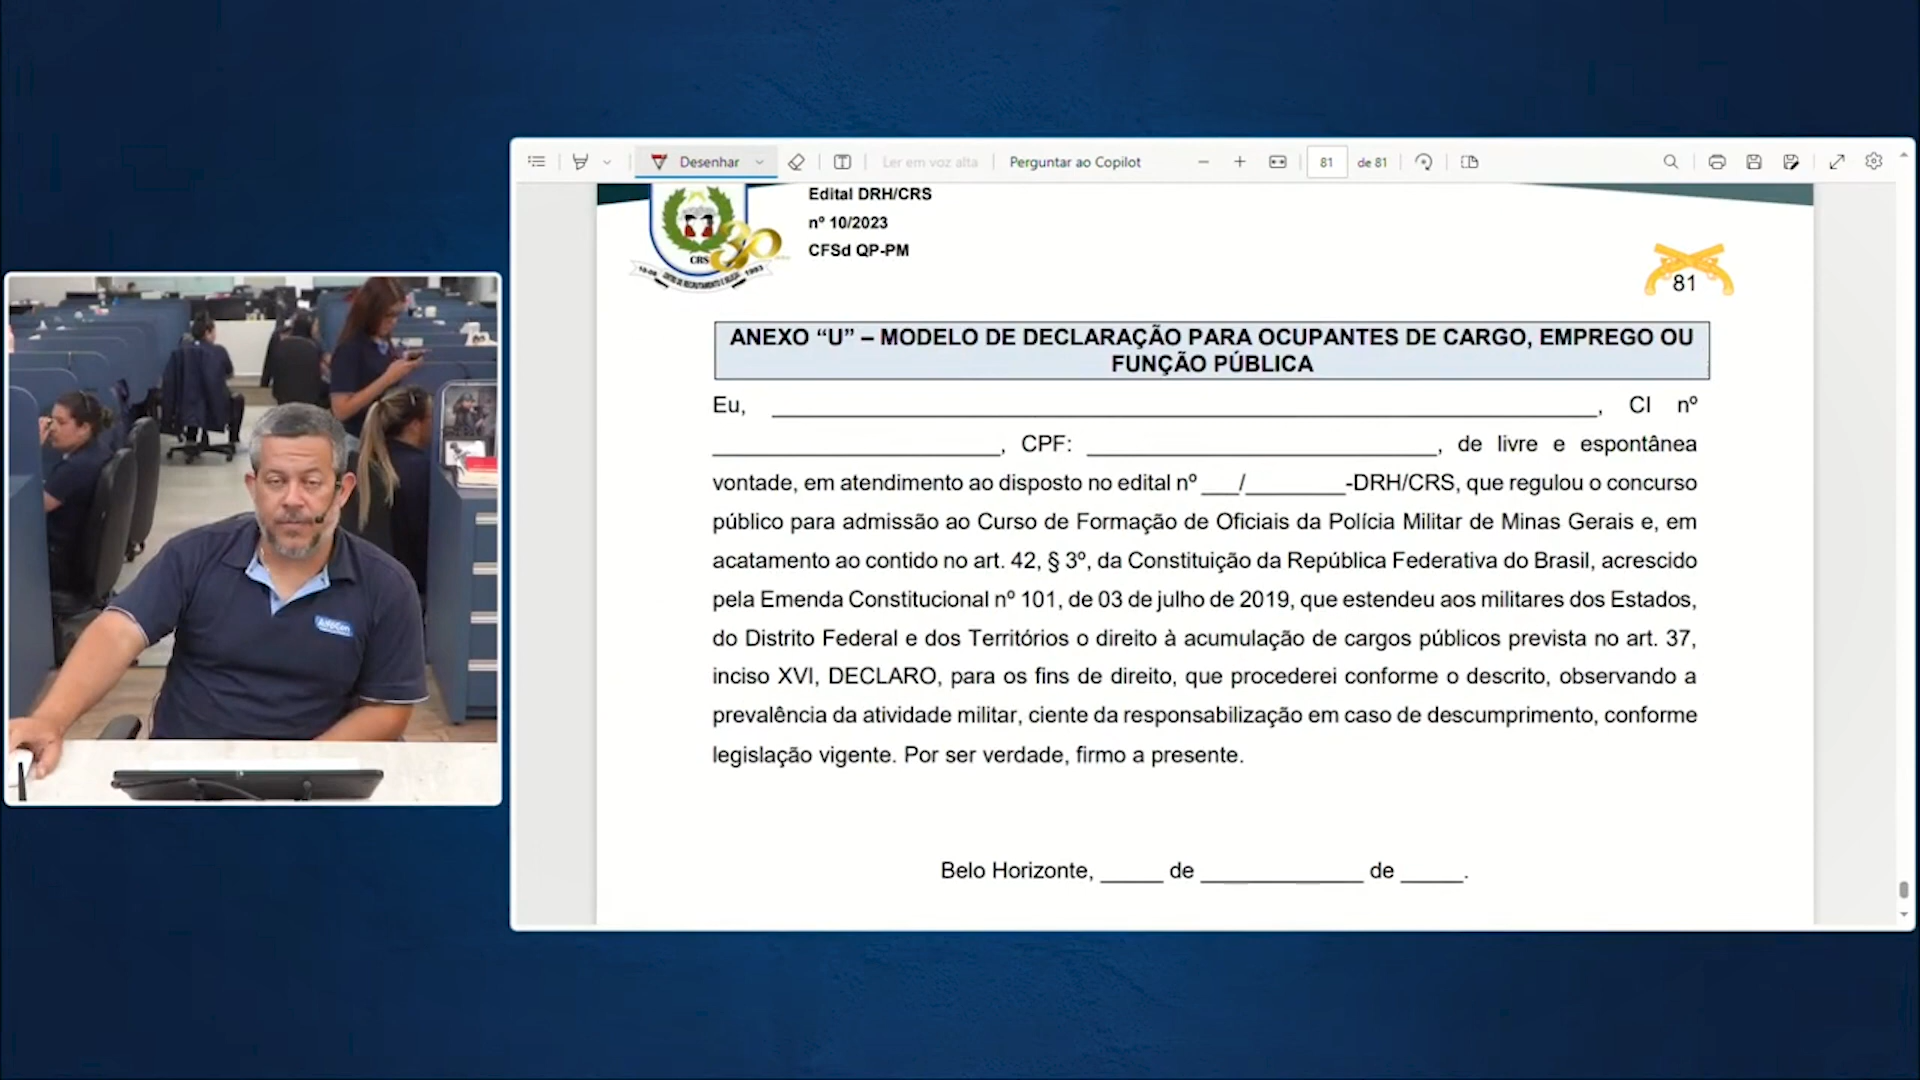 Desenhar
Ler em voz alta
Perguntar ao Copilot
81
de 81
Edital DRH/CRS
nº 10/2023
CFSd QP-PM
CRS
30
81
ANEXO “U” – MODELO DE DECLARAÇÃO PARA OCUPANTES DE CARGO, EMPREGO OU
FUNÇÃO PÚBLICA
Eu, ______________________________, CI nº
____________________, CPF: ____________________, de livre e espontânea
vontade, em atendimento ao disposto no edital nº ___/________-DRH/CRS, que regulou o concurso
público para admissão ao Curso de Formação de Oficiais da Polícia Militar de Minas Gerais e, em
acatamento ao contido no art. 42, § 3º, da Constituição da República Federativa do Brasil, acrescido
pela Emenda Constitucional nº 101, de 03 de julho de 2019, que estendeu aos militares dos Estados,
do Distrito Federal e dos Territórios o direito à acumulação de cargos públicos prevista no art. 37,
inciso XVI, DECLARO, para os fins de direito, que procederei conforme o descrito, observando a
prevalência da atividade militar, ciente da responsabilização em caso de descumprimento, conforme
legislação vigente. Por ser verdade, firmo a presente.
Belo Horizonte, _____ de _____________ de _____.
AlfaCon